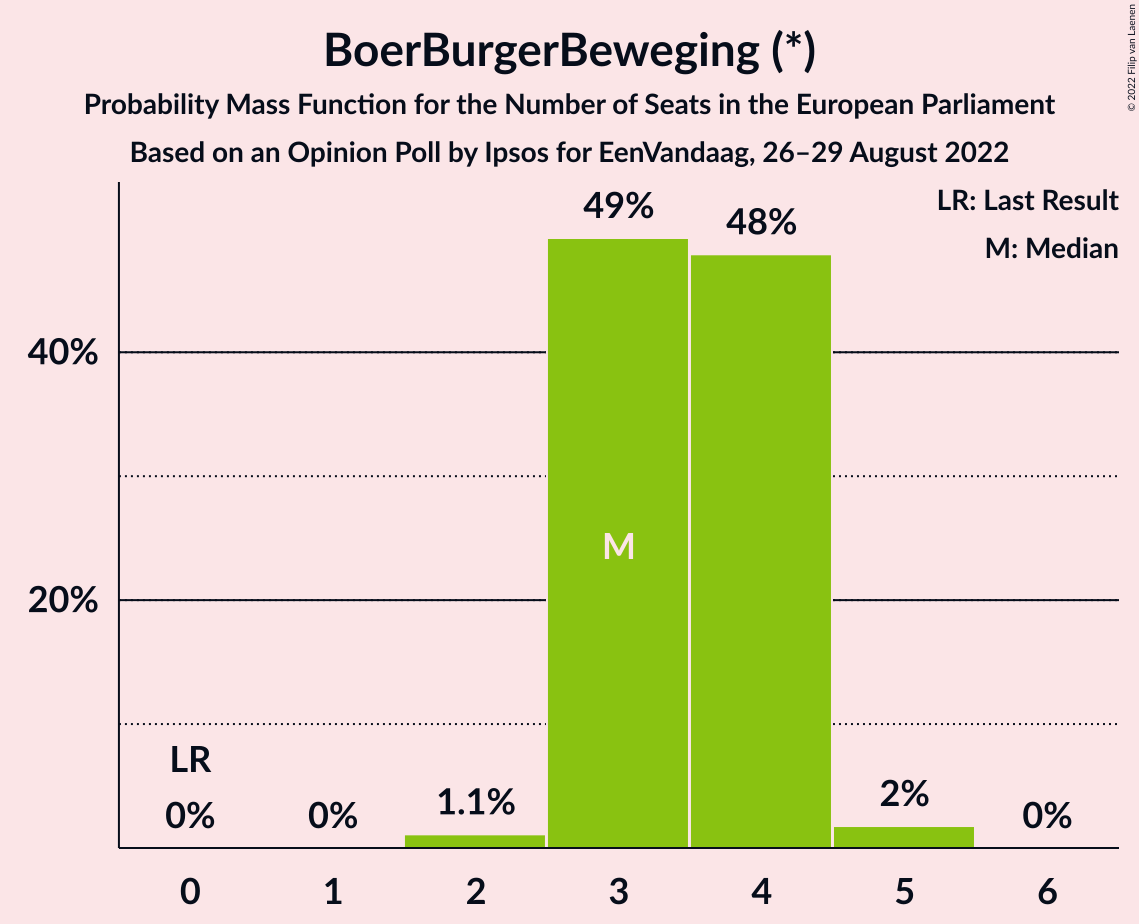 BoerBurgerBeweging (*)
Probability Mass Function for the Number of Seats in the European Parliament
Based on an Opinion Poll by Ipsos for EenVandaag, 26–29 August 2022
© 2022 Filip van Laenen
LR: Last Result
M: Median
49%
48%
40%
M
20%
LR
0%
0%
1.1%
2%
0%
0 1 2 3 4 5 6